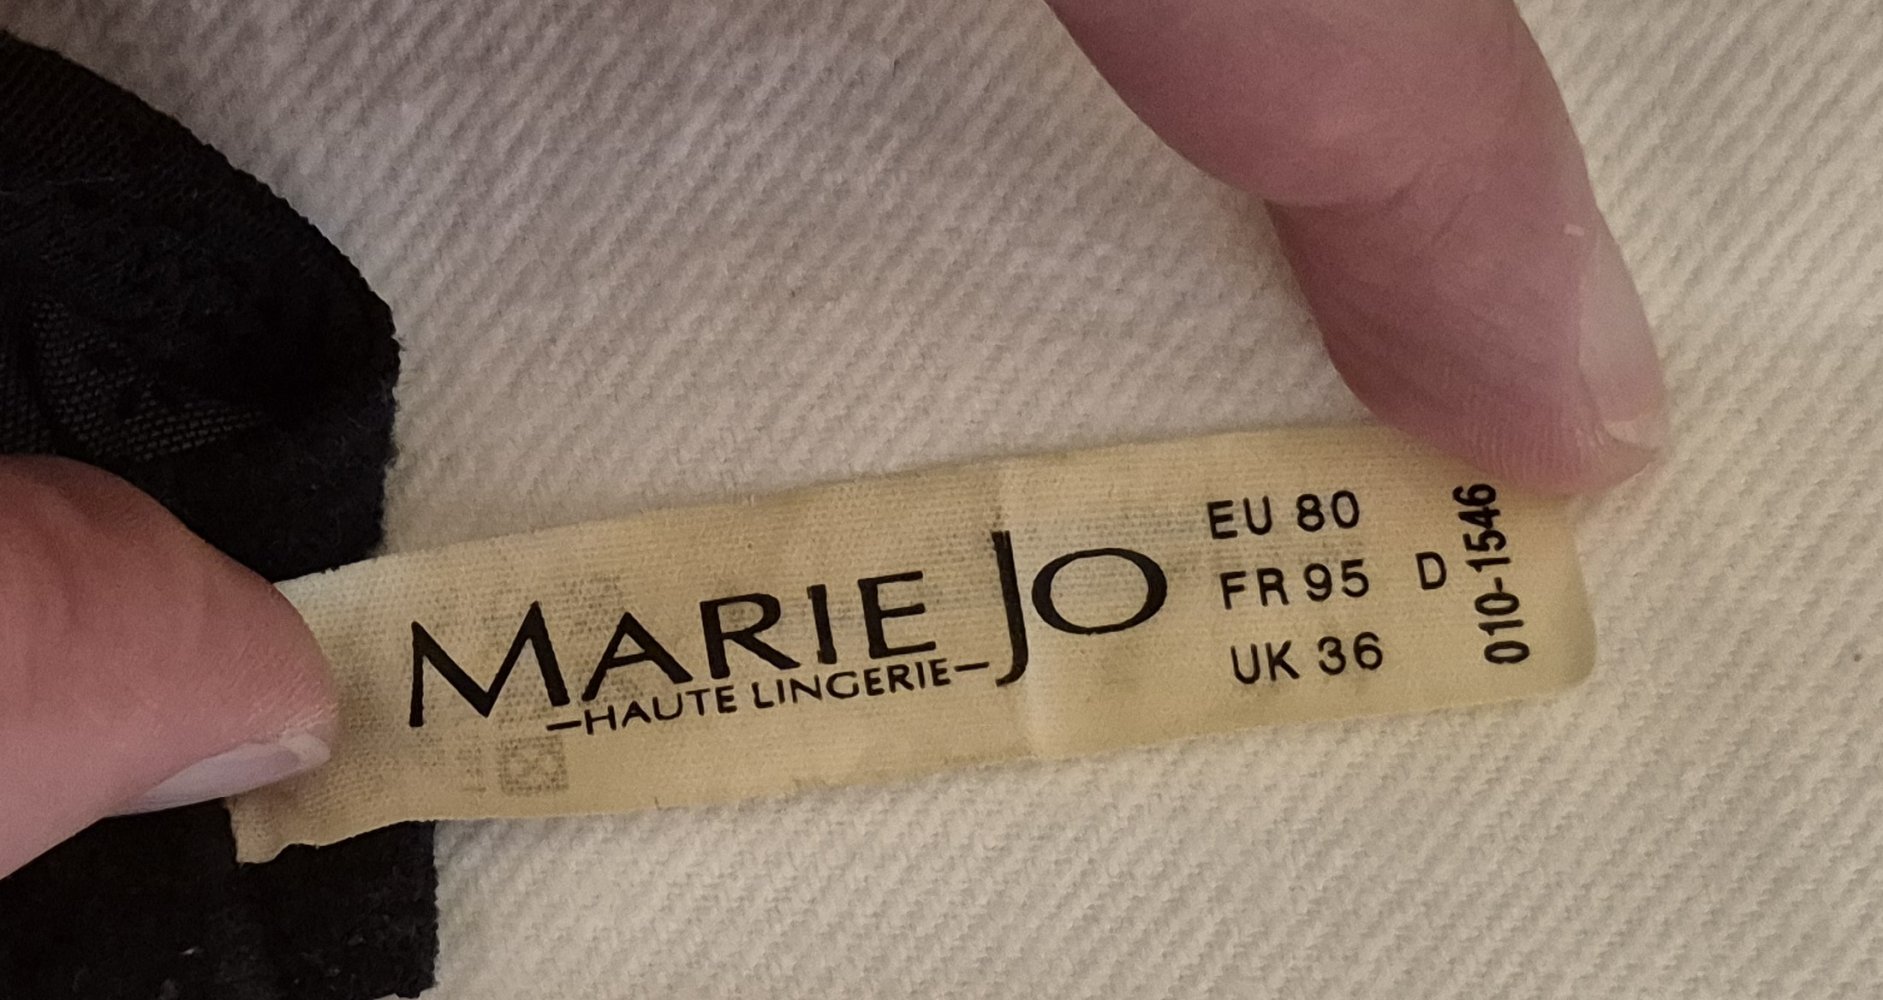 MARIE JO
—HAUTE LINGERIE—
EU 80
FR 95 D
UK 36
010-1546